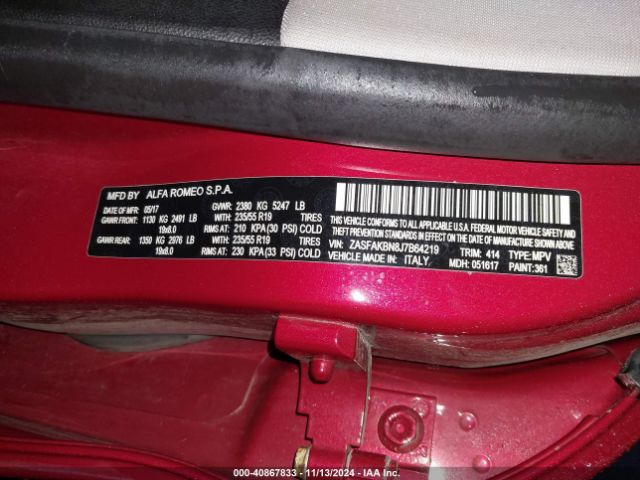 MFD BY ALFA ROMEO S.P.A.
DATE OF MFR: 05/17 GVWR: 2380 KG 5247 LB
GAWR FRONT: 1130 KG 2491 LB WITH 235/55 R19 TIRES
19x8.0 RIMS AT 210 KPA (30 PSI) COLD
GAWR REAR: 1350 KG 2976 LB WITH 235/55 R19 TIRES
19x8.0 RIMS AT 230 KPA (33 PSI) COLD
THIS VEHICLE CONFORMS TO ALL APPLICABLE U.S.A. FEDERAL MOTOR VEHICLE SAFETY
AND THEFT PREVENTION STANDARDS IN EFFECT ON THE DATE OF MANUFACTURE SHOWN ABOVE
VIN: ZASFAKBN8J7B64219 TRIM: 414 TYPE: MPV
VEHICLE MADE IN: ITALY MDH: 051617 PAINT: 361
000-40867833 - 11/13/2024 - IAA Inc.